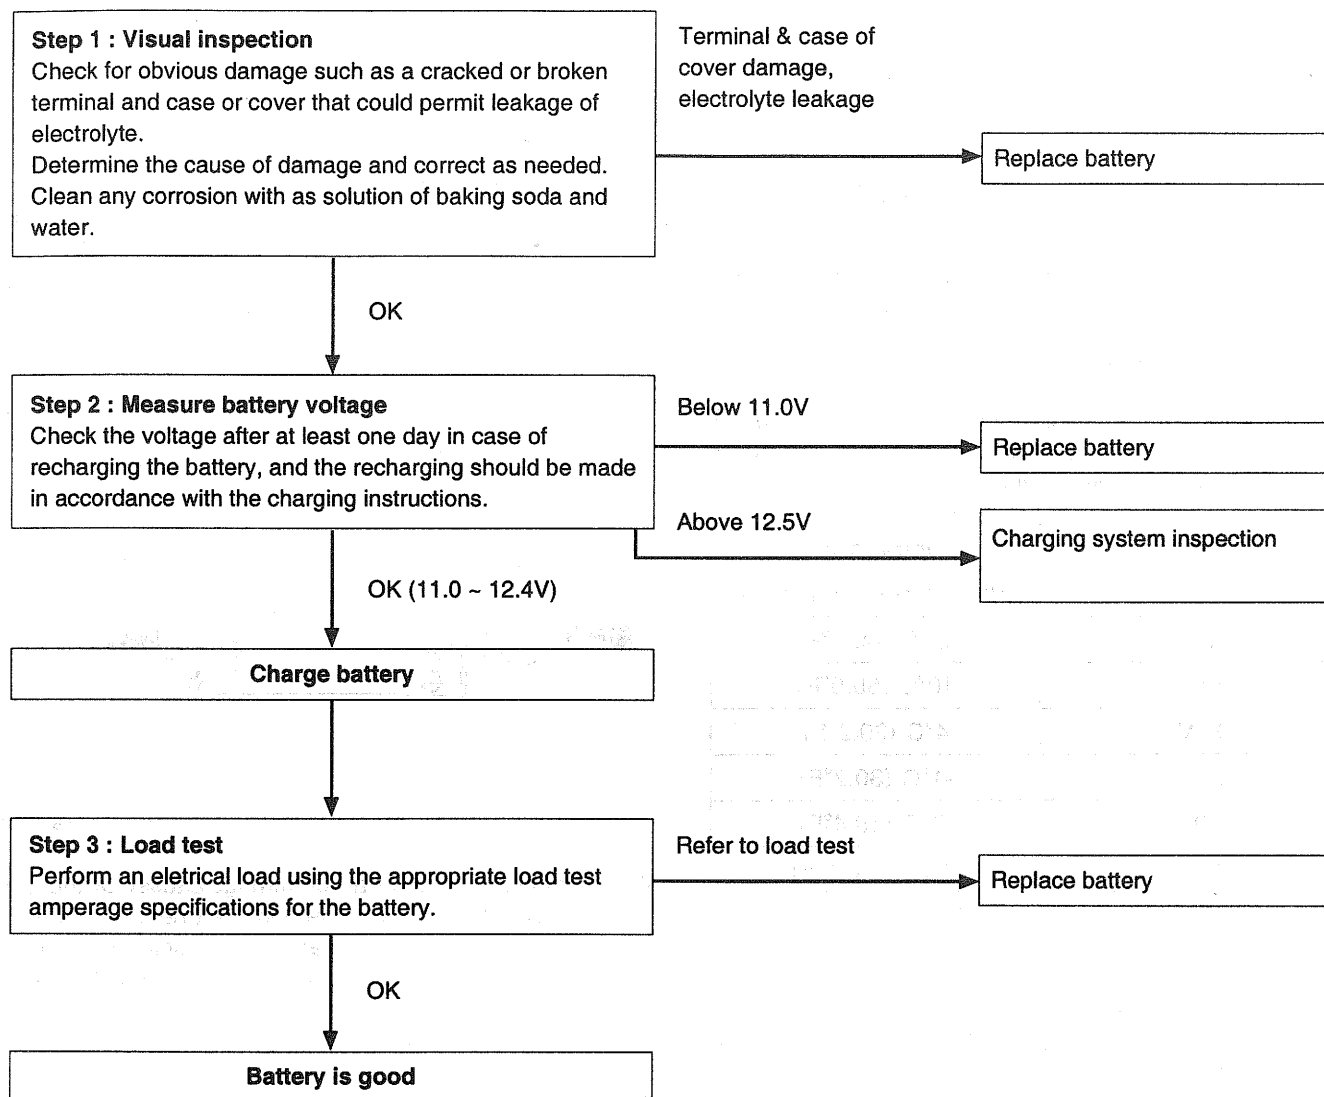 Step 1 : Visual inspection
Check for obvious damage such as a cracked or broken
terminal and case or cover that could permit leakage of
electrolyte.
Determine the cause of damage and correct as needed.
Clean any corrosion with as solution of baking soda and
water.
Terminal & case of
cover damage,
electrolyte leakage
Replace battery
OK
Step 2 : Measure battery voltage
Check the voltage after at least one day in case of
recharging the battery, and the recharging should be made
in accordance with the charging instructions.
Below 11.0V
Replace battery
Above 12.5V
Charging system inspection
OK (11.0 ~ 12.4V)
Charge battery
Step 3 : Load test
Perform an eletrical load using the appropriate load test
amperage specifications for the battery.
Refer to load test
Replace battery
OK
Battery is good